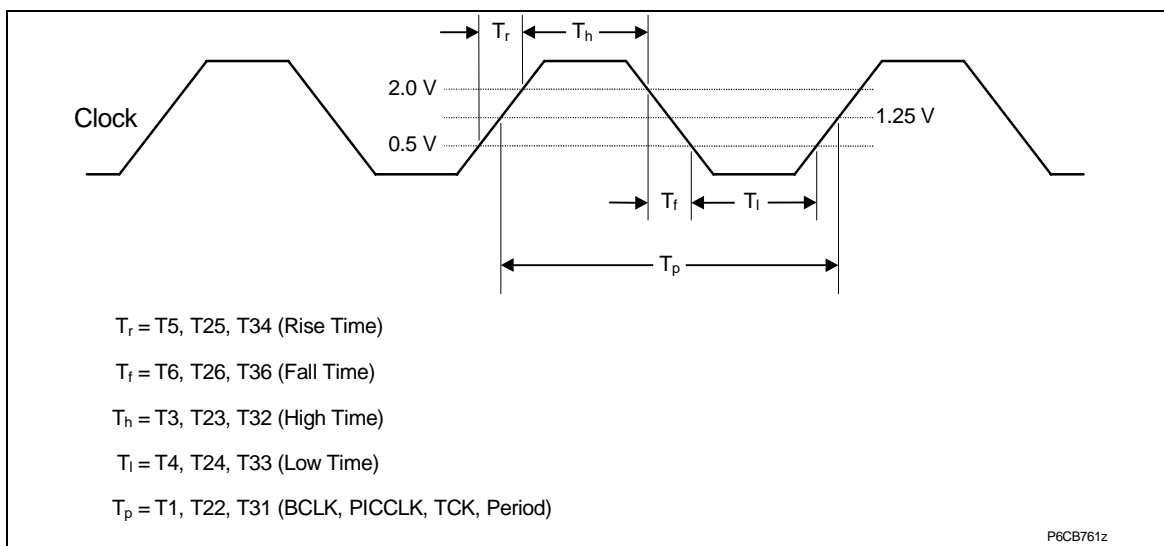 Tr
Th
2.0 V
Clock
1.25 V
0.5 V
Tf
Tl
Tp
Tr = T5, T25, T34 (Rise Time)
Tf = T6, T26, T36 (Fall Time)
Th = T3, T23, T32 (High Time)
Tl = T4, T24, T33 (Low Time)
Tp = T1, T22, T31 (BCLK, PICCLK, TCK, Period)
P6CB761z